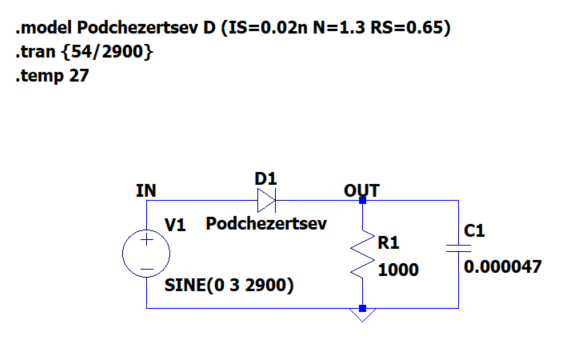 .model Podchezertsev D (IS=0.02n N=1.3 RS=0.65)
.tran {54/2900}
.temp 27
D1
IN
OUT
V1
Podchezertsev
C1
R1
1000
0.000047
SINE(0 3 2900)